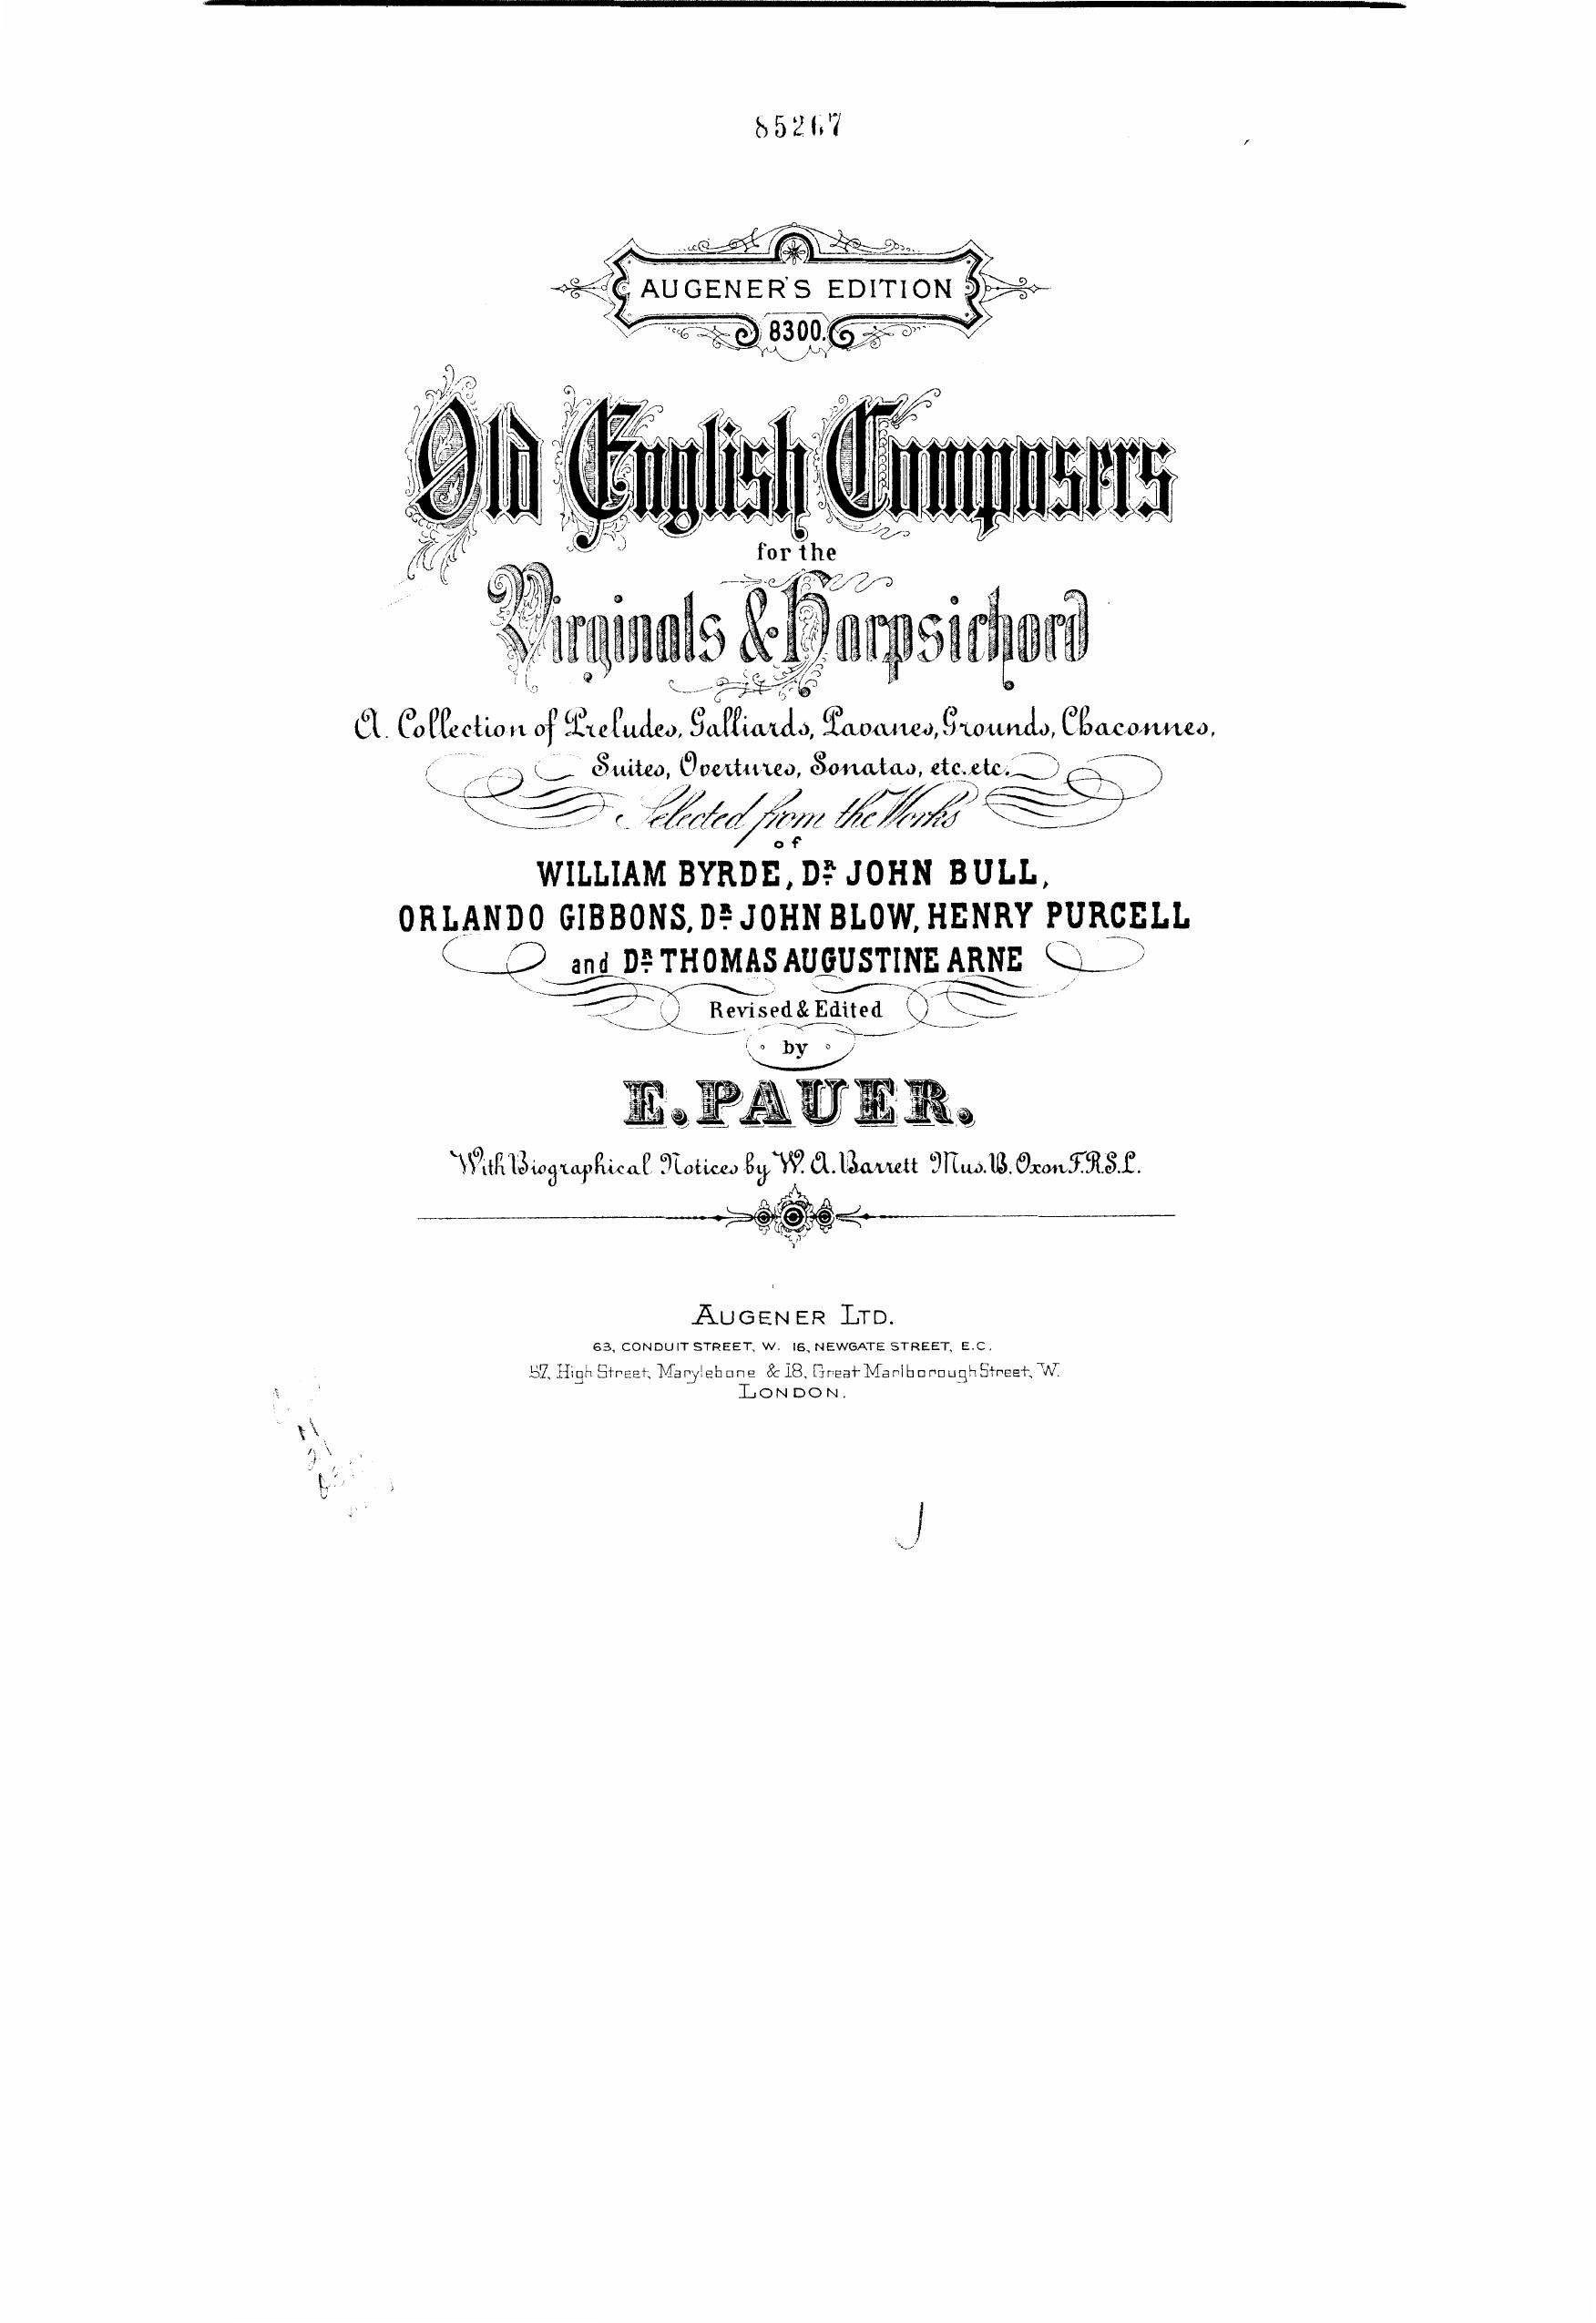 85267
AUGENER'S EDITION
8300.
Old English Composers
for the
Virginals & Harpsichord
A. Collection of Preludes, Galliards, Pavanes, Grounds, Chaconnes,
Suites, Overtures, Sonatas, etc. etc.
Selected from the Works
of
WILLIAM BYRDE, DR. JOHN BULL,
ORLANDO GIBBONS, DR. JOHN BLOW, HENRY PURCELL
and DR. THOMAS AUGUSTINE ARNE
Revised & Edited
by
E. PAUER.
With Biographical Notices by W. A. Barrett Mus. B. Oxon F.R.S.L.
AUGENER LTD.
63, CONDUIT STREET, W. 16, NEWGATE STREET, E.C.
57, High Street, Marylebone & 18, Great Marlborough Street, W.
LONDON.